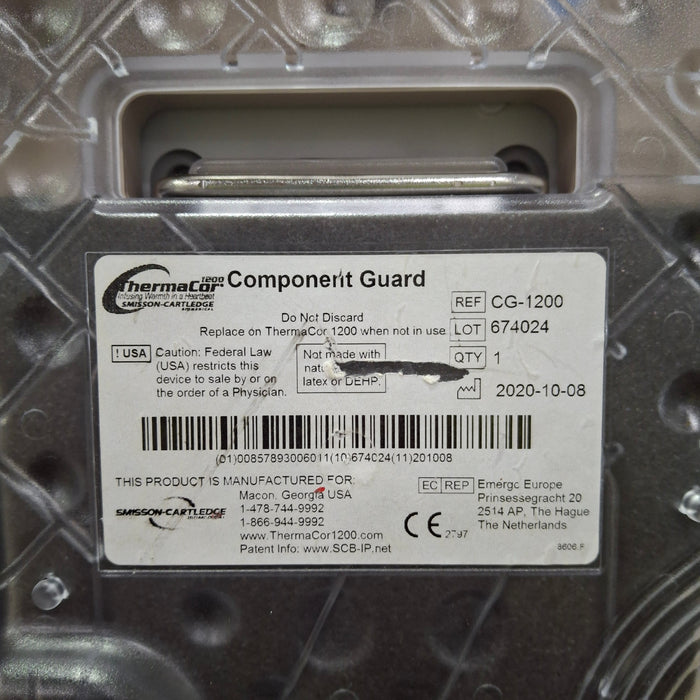 1200
ThermaCor
Infusing Warmth in a Heartbeat
SMISSON-CARTLEDGE
BIOMEDICAL
Component Guard
Do Not Discard
Replace on ThermaCor 1200 when not in use
REF CG-1200
LOT 674024
QTY 1
2020-10-08
! USA Caution: Federal Law
(USA) restricts this
device to sale by or on
the order of a Physician.
Not made with
latex or DEHP.
(01)00857893006011(10)674024(11)201008
THIS PRODUCT IS MANUFACTURED FOR:
SMISSON-CARTLEDGE
Macon, Georgia USA
1-478-744-9992
1-866-944-9992
www.ThermaCor1200.com
Patent Info: www.SCB-IP.net
EC REP Emergo Europe
Prinsessegracht 20
2514 AP, The Hague
The Netherlands
CE 2797